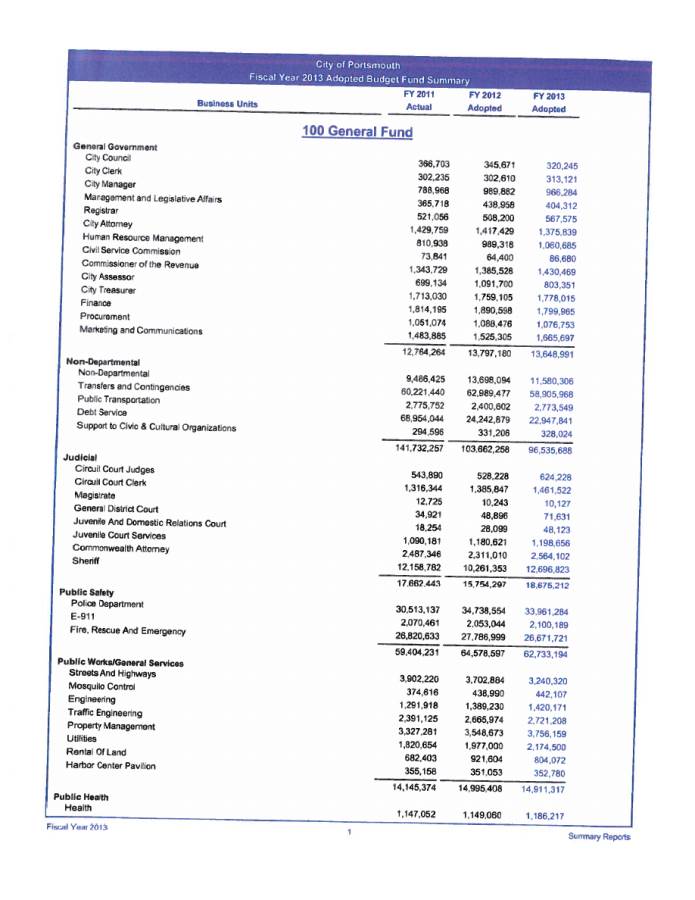 City of Portsmouth
Fiscal Year 2013 Adopted Budget Fund Summary
Business Units FY 2011 Actual FY 2012 Adopted FY 2013 Adopted
100 General Fund
General Government
City Council 366,703 345,671 320,245
City Clerk 302,235 302,610 313,121
City Manager 788,968 989,882 966,284
Management and Legislative Affairs 365,718 438,958 404,312
Registrar 521,056 508,200 567,575
City Attorney 1,429,759 1,417,429 1,375,839
Human Resource Management 810,938 989,318 1,060,685
Civil Service Commission 73,841 64,400 86,680
Commissioner of the Revenue 1,343,729 1,385,528 1,430,469
City Assessor 699,134 1,091,700 803,351
City Treasurer 1,713,030 1,759,105 1,778,015
Finance 1,814,195 1,890,598 1,799,965
Procurement 1,051,074 1,088,476 1,076,753
Marketing and Communications 1,483,885 1,525,305 1,665,697
12,764,264 13,797,180 13,648,991
Non-Departmental
Non-Departmental 9,486,425 13,698,094 11,580,306
Transfers and Contingencies 60,221,440 62,989,477 58,905,968
Public Transportation 2,775,752 2,400,602 2,773,549
Debt Service 68,954,044 24,242,879 22,947,841
Support to Civic & Cultural Organizations 294,596 331,206 328,024
141,732,257 103,662,258 96,535,688
Judicial
Circuit Court Judges 543,890 528,228 624,228
Circuit Court Clerk 1,316,344 1,385,847 1,461,522
Magistrate 12,725 10,243 10,127
General District Court 34,921 48,896 71,631
Juvenile And Domestic Relations Court 18,254 28,099 48,123
Juvenile Court Services 1,090,181 1,180,621 1,198,656
Commonwealth Attorney 2,487,346 2,311,010 2,564,102
Sheriff 12,158,782 10,261,353 12,696,823
17,662,443 15,754,297 18,675,212
Public Safety
Police Department 30,513,137 34,738,554 33,961,284
E-911 2,070,461 2,053,044 2,100,189
Fire, Rescue And Emergency 26,820,633 27,786,999 26,671,721
59,404,231 64,578,597 62,733,194
Public Works/General Services
Streets And Highways 3,902,220 3,702,884 3,240,320
Mosquito Control 374,616 438,990 442,107
Engineering 1,291,918 1,389,230 1,420,171
Traffic Engineering 2,391,125 2,665,974 2,721,208
Property Management 3,327,281 3,548,673 3,756,159
Utilities 1,820,654 1,977,000 2,174,500
Rental Of Land 682,403 921,604 804,072
Harbor Center Pavilion 355,158 351,053 352,780
14,145,374 14,995,408 14,911,317
Public Health
Health 1,147,052 1,149,060 1,186,217
Fiscal Year 2013 1 Summary Reports